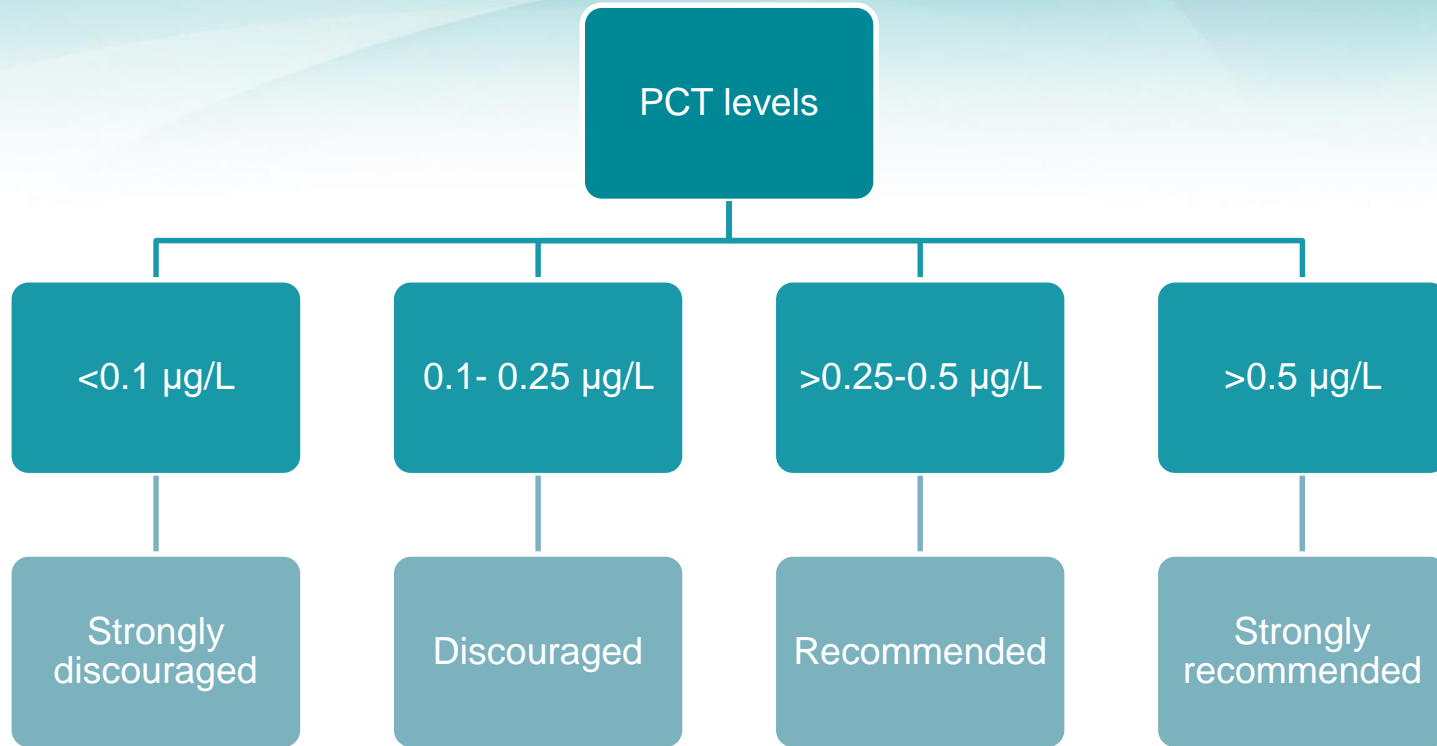 PCT levels
<0.1 µg/L
0.1- 0.25 µg/L
>0.25-0.5 µg/L
>0.5 µg/L
Strongly
discouraged
Discouraged
Recommended
Strongly
recommended